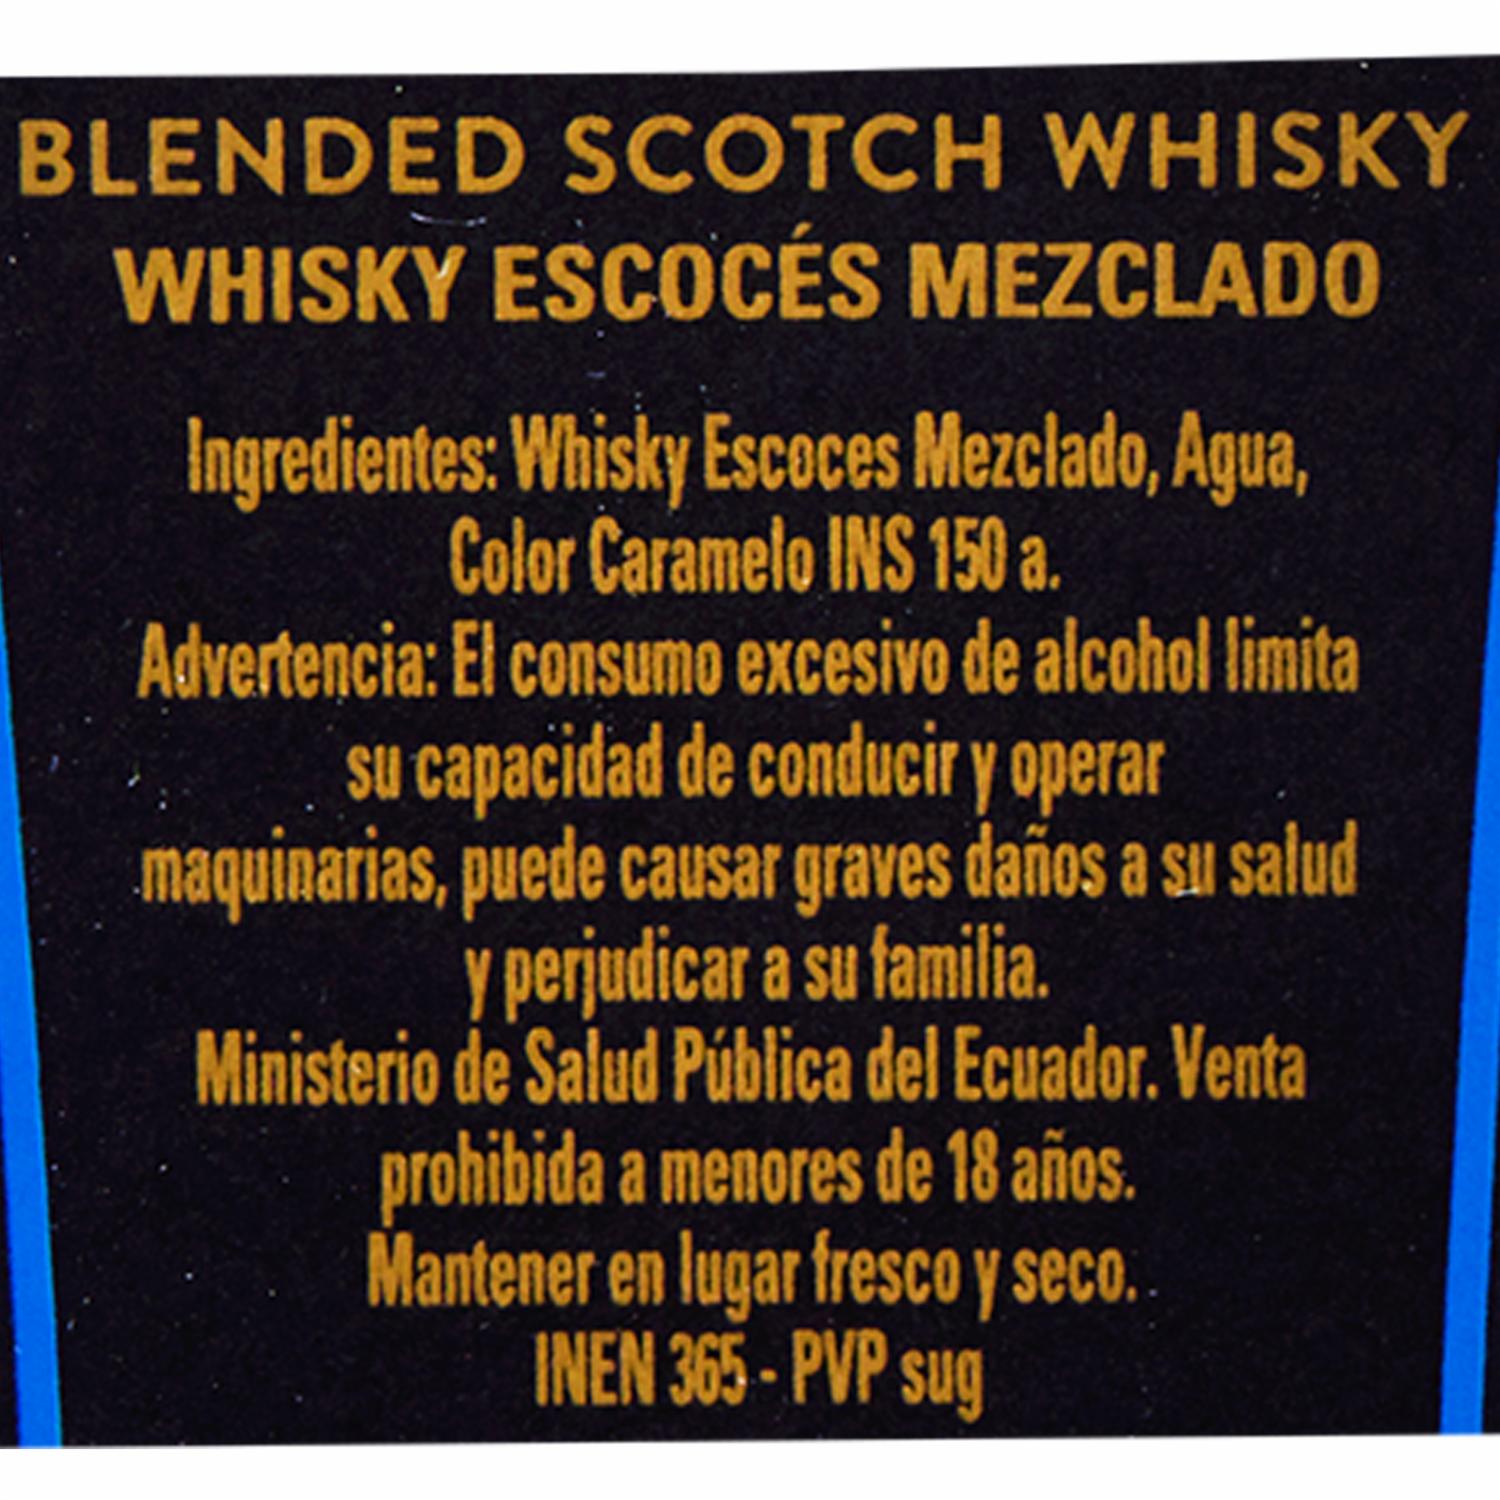 BLENDED SCOTCH WHISKY
WHISKY ESCOCÉS MEZCLADO
Ingredientes: Whisky Escoces Mezclado, Agua,
Color Caramelo INS 150 a.
Advertencia: El consumo excesivo de alcohol limita
su capacidad de conducir y operar
maquinarias, puede causar graves daños a su salud
y perjudicar a su familia.
Ministerio de Salud Pública del Ecuador. Venta
prohibida a menores de 18 años.
Mantener en lugar fresco y seco.
INEN 365 - PVP sug